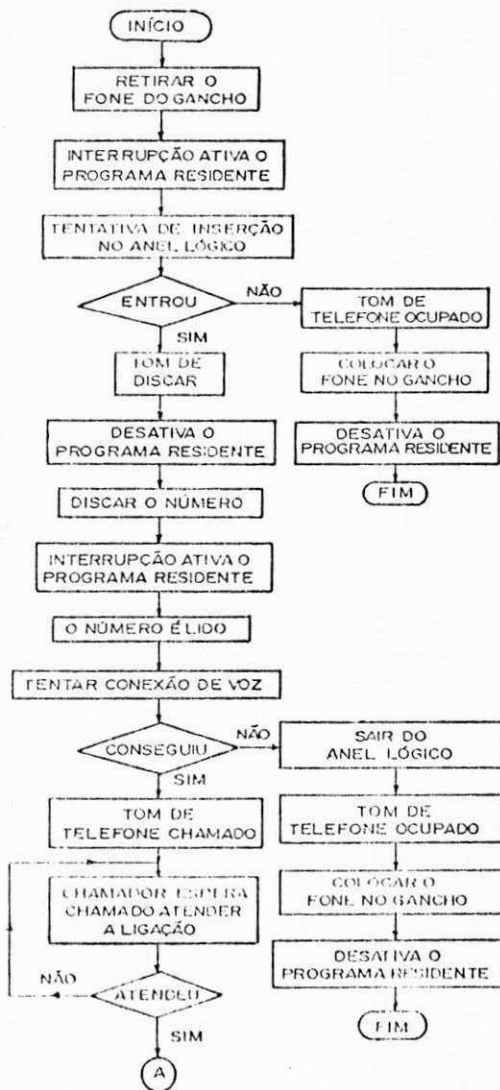 INÍCIO
RETIRAR O
FONE DO GANCHO
INTERRUPÇÃO ATIVA O
PROGRAMA RESIDENTE
TENTATIVA DE INSERÇÃO
NO ANEL LÓGICO
ENTROU
NÃO
SIM
TOM DE
TELEFONE OCUPADO
COLOCAR O
FONE NO GANCHO
DESATIVA O
PROGRAMA RESIDENTE
FIM
TOM DE
DISCAR
DESATIVA O
PROGRAMA RESIDENTE
DISCAR O NÚMERO
INTERRUPÇÃO ATIVA O
PROGRAMA RESIDENTE
O NÚMERO É LIDO
TENTAR CONEXÃO DE VOZ
CONSEGUIU
NÃO
SIM
SAIR DO
ANEL LÓGICO
TOM DE
TELEFONE OCUPADO
COLOCAR O
FONE NO GANCHO
DESATIVA O
PROGRAMA RESIDENTE
FIM
TOM DE
TELEFONE CHAMADO
CHAMADOR ESPERA
CHAMADO ATENDER
A LIGAÇÃO
ATENDEU
NÃO
SIM
A